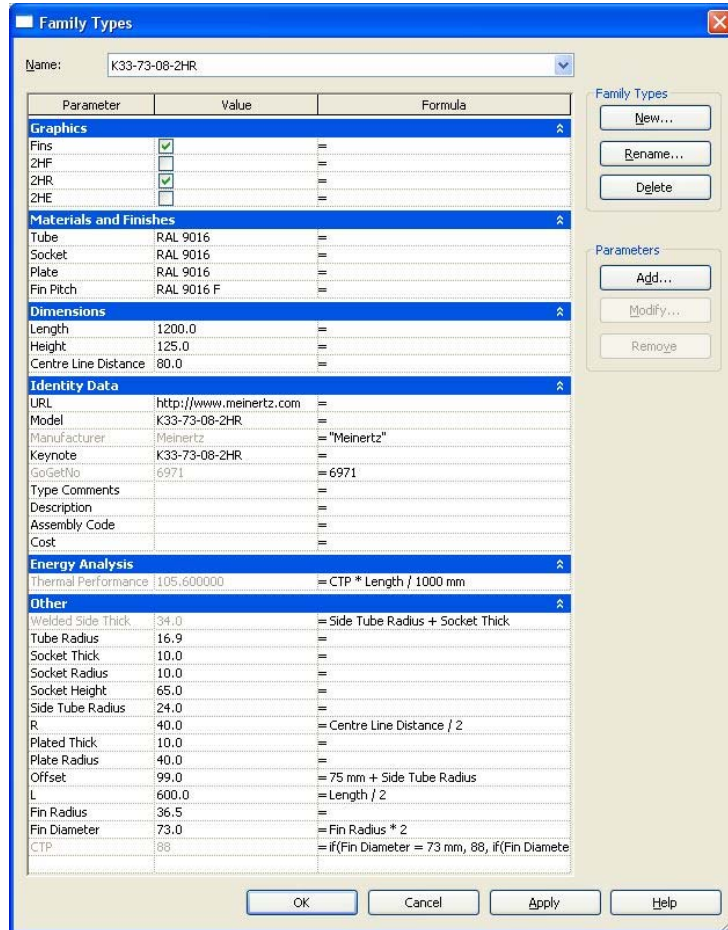 Family Types
Name: K33-73-08-2HR
Parameter Value Formula
Graphics
Fins =
2HF =
2HR =
2HE =
Materials and Finishes
Tube RAL 9016 =
Socket RAL 9016 =
Plate RAL 9016 =
Fin Pitch RAL 9016 F =
Dimensions
Length 1200.0 =
Height 125.0 =
Centre Line Distance 80.0 =
Identity Data
URL http://www.meinertz.com =
Model K33-73-08-2HR =
Manufacturer Meinertz = "Meinertz"
Keynote K33-73-08-2HR =
GoGetNo 6971 = 6971
Type Comments =
Description =
Assembly Code =
Cost =
Energy Analysis
Thermal Performance 105.600000 = CTP * Length / 1000 mm
Other
Welded Side Thick 34.0 = Side Tube Radius + Socket Thick
Tube Radius 16.9 =
Socket Thick 10.0 =
Socket Radius 10.0 =
Socket Height 65.0 =
Side Tube Radius 24.0 =
R 40.0 = Centre Line Distance / 2
Plated Thick 10.0 =
Plate Radius 40.0 =
Offset 99.0 = 75 mm + Side Tube Radius
L 600.0 = Length / 2
Fin Radius 36.5 =
Fin Diameter 73.0 = Fin Radius * 2
CTP 88 = if(Fin Diameter = 73 mm, 88, if(Fin Diamete
Family Types
New...
Rename...
Delete
Parameters
Add...
Modify...
Remove
OK Cancel Apply Help